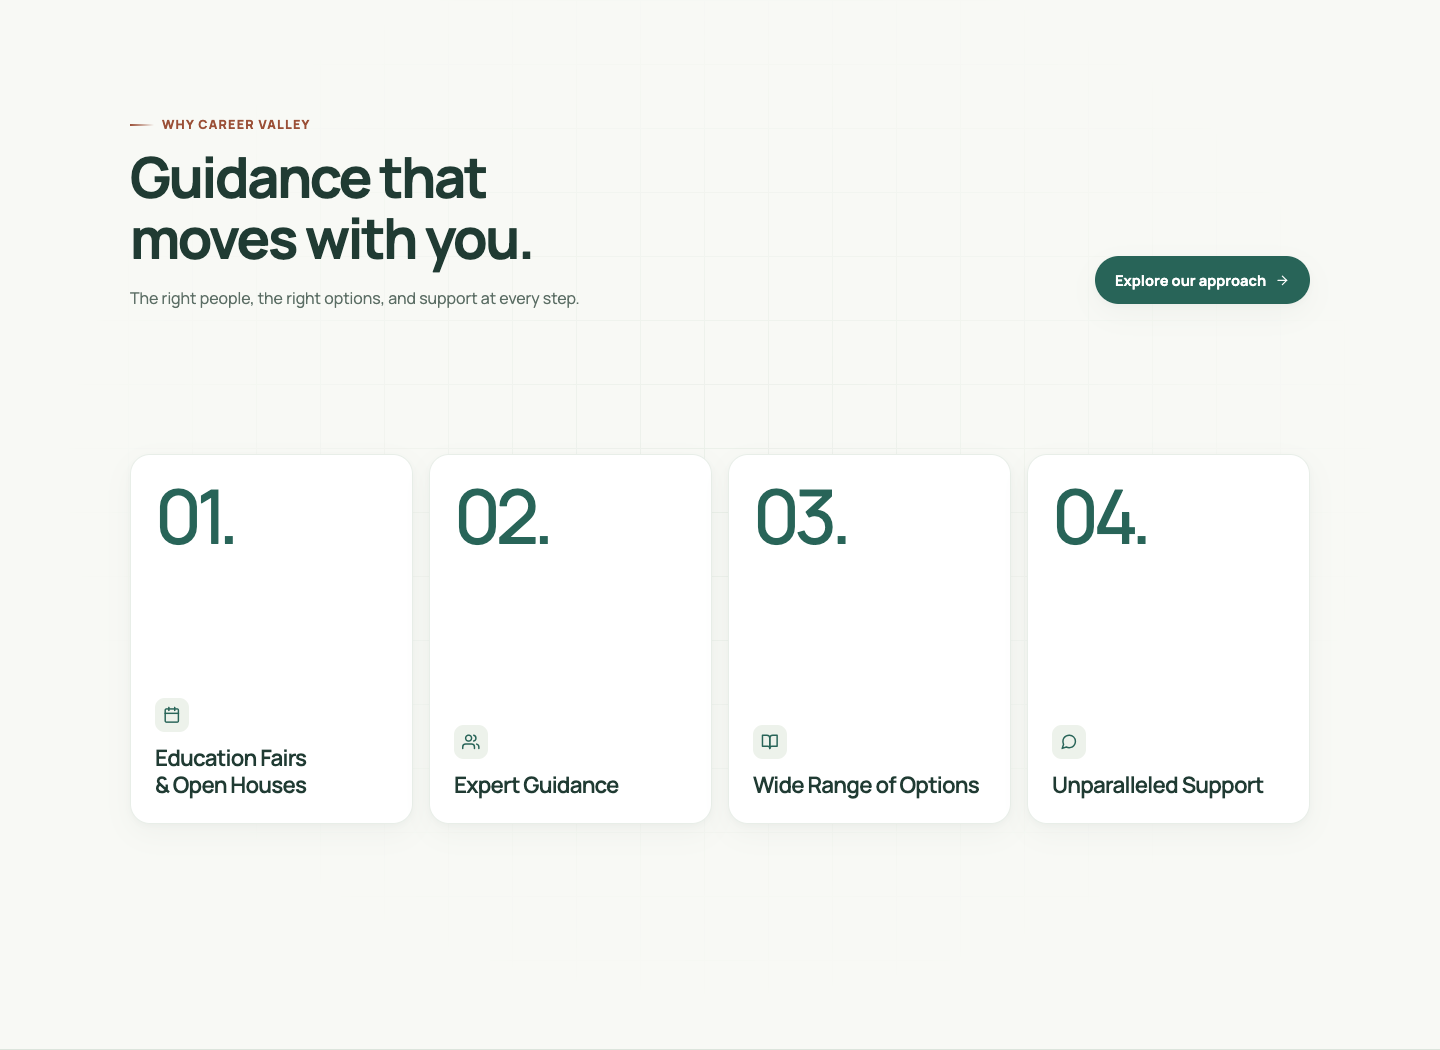 WHY CAREER VALLEY
Guidance that
moves with you.
The right people, the right options, and support at every step.
Explore our approach
01.
Education Fairs
& Open Houses
02.
Expert Guidance
03.
Wide Range of Options
04.
Unparalleled Support